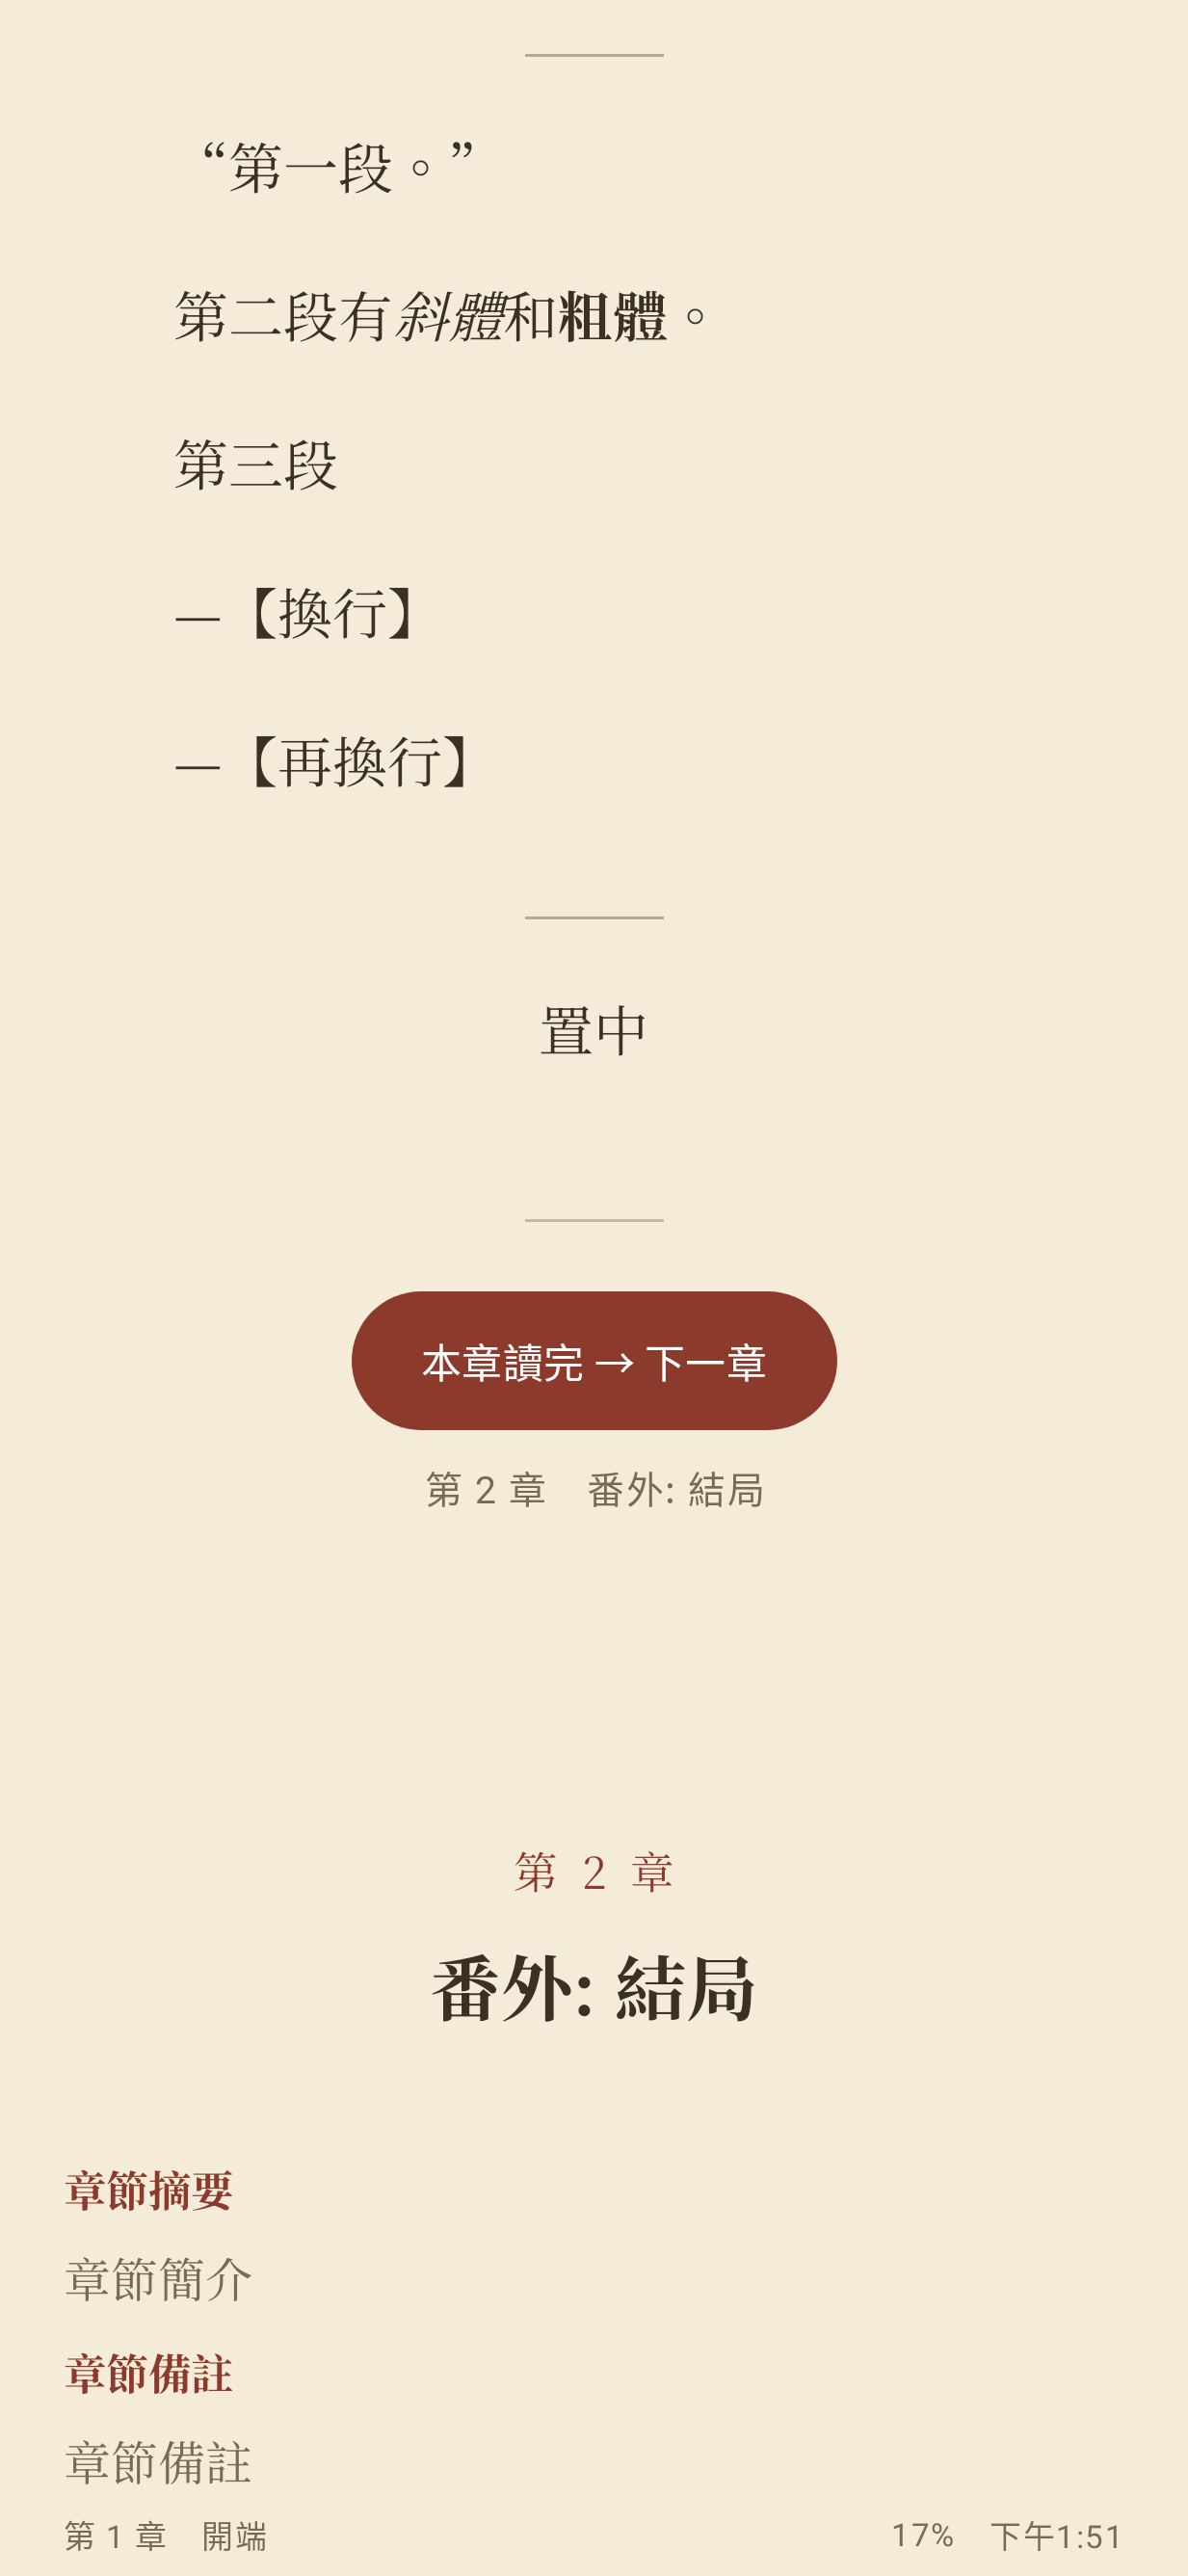 “第一段。”
第二段有斜體和粗體。
第三段
—【換行】
—【再換行】
置中
本章讀完 → 下一章
第 2 章　番外: 結局
第 2 章
番外: 結局
章節摘要
章節簡介
章節備註
章節備註
第 1 章　開端
17%　下午1:51